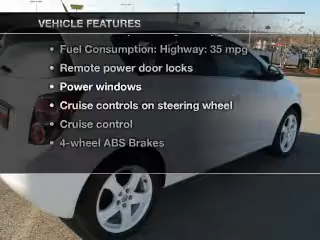 VEHICLE FEATURES
• Fuel Consumption: Highway: 35 mpg
• Remote power door locks
• Power windows
• Cruise controls on steering wheel
• Cruise control
• 4-wheel ABS Brakes